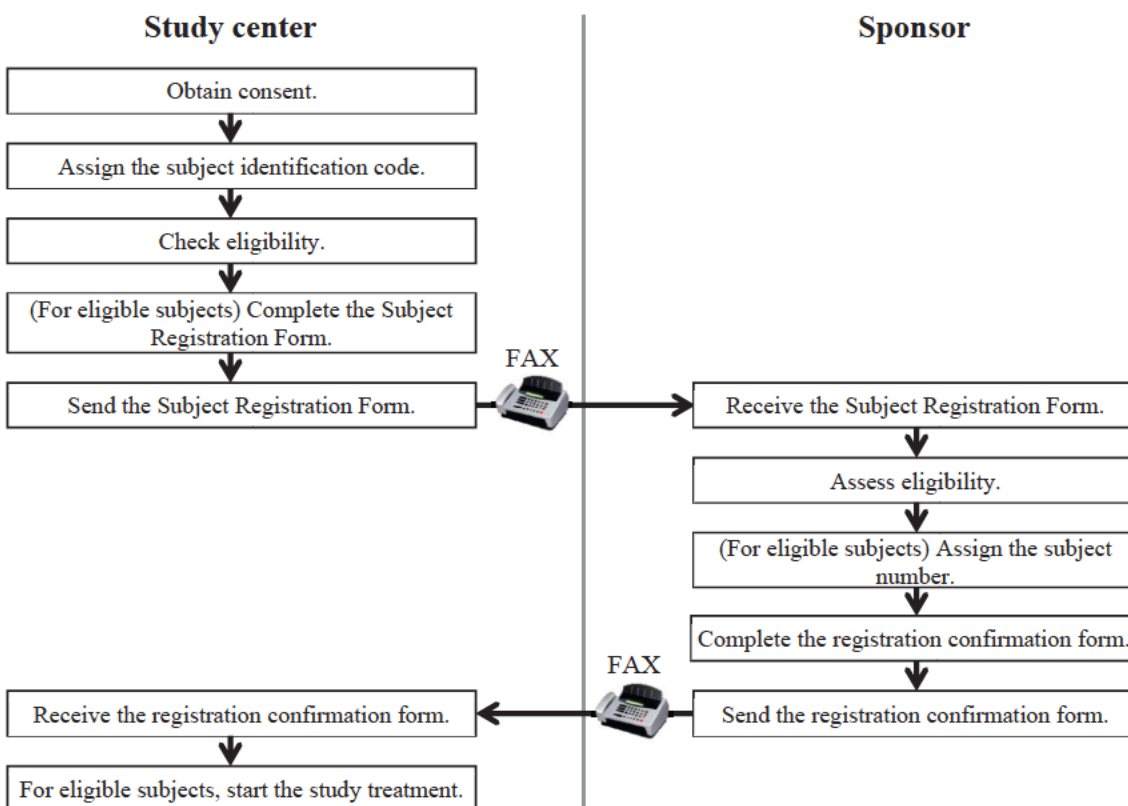 Study center
Sponsor
Obtain consent.
Assign the subject identification code.
Check eligibility.
(For eligible subjects) Complete the Subject
Registration Form.
Send the Subject Registration Form.
FAX
Receive the Subject Registration Form.
Assess eligibility.
(For eligible subjects) Assign the subject
number.
Complete the registration confirmation form.
Send the registration confirmation form.
FAX
Receive the registration confirmation form.
For eligible subjects, start the study treatment.